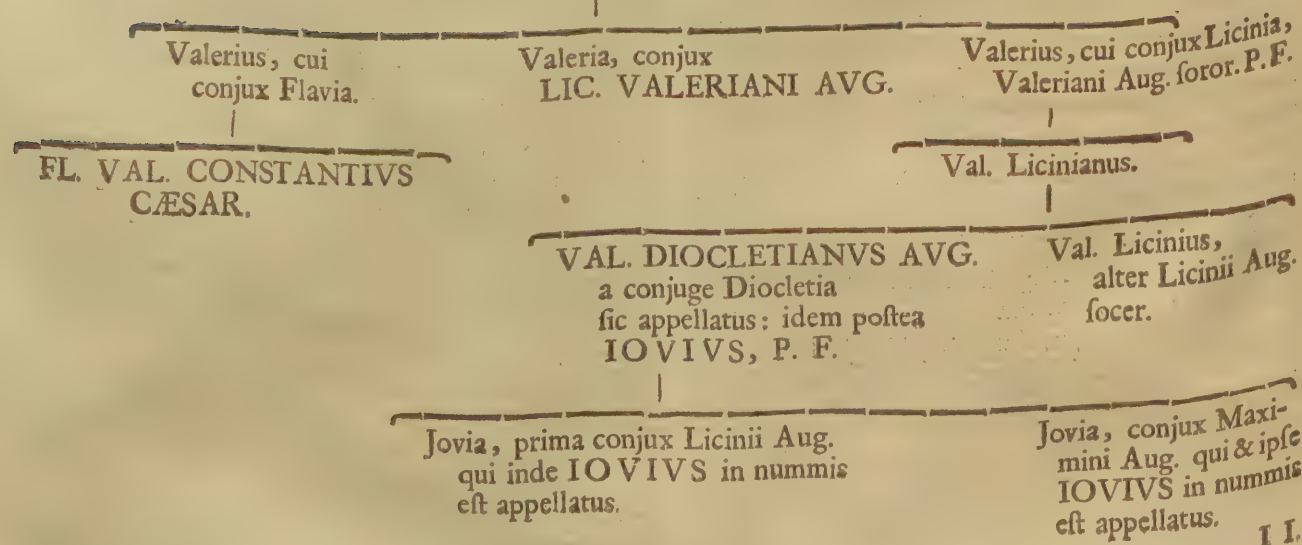 Valerius, cui
conjux Flavia.
Valeria, conjux
LIC. VALERIANI AVG.
Valerius, cui conjux Licinia,
Valeriani Aug. ſoror. P. F.
FL. VAL. CONSTANTIVS
CÆSAR.
Val. Licinianus.
VAL. DIOCLETIANVS AVG.
a conjuge Diocletia
ſic appellatus: idem poſtea
IOVIVS, P. F.
Val. Licinius,
alter Licinii Aug.
ſocer.
Jovia, prima conjux Licinii Aug.
qui inde IOVIVS in nummis
eſt appellatus.
Jovia, conjux Maxi-
mini Aug. qui & ipſe
IOVIVS in nummis
eſt appellatus.
II.